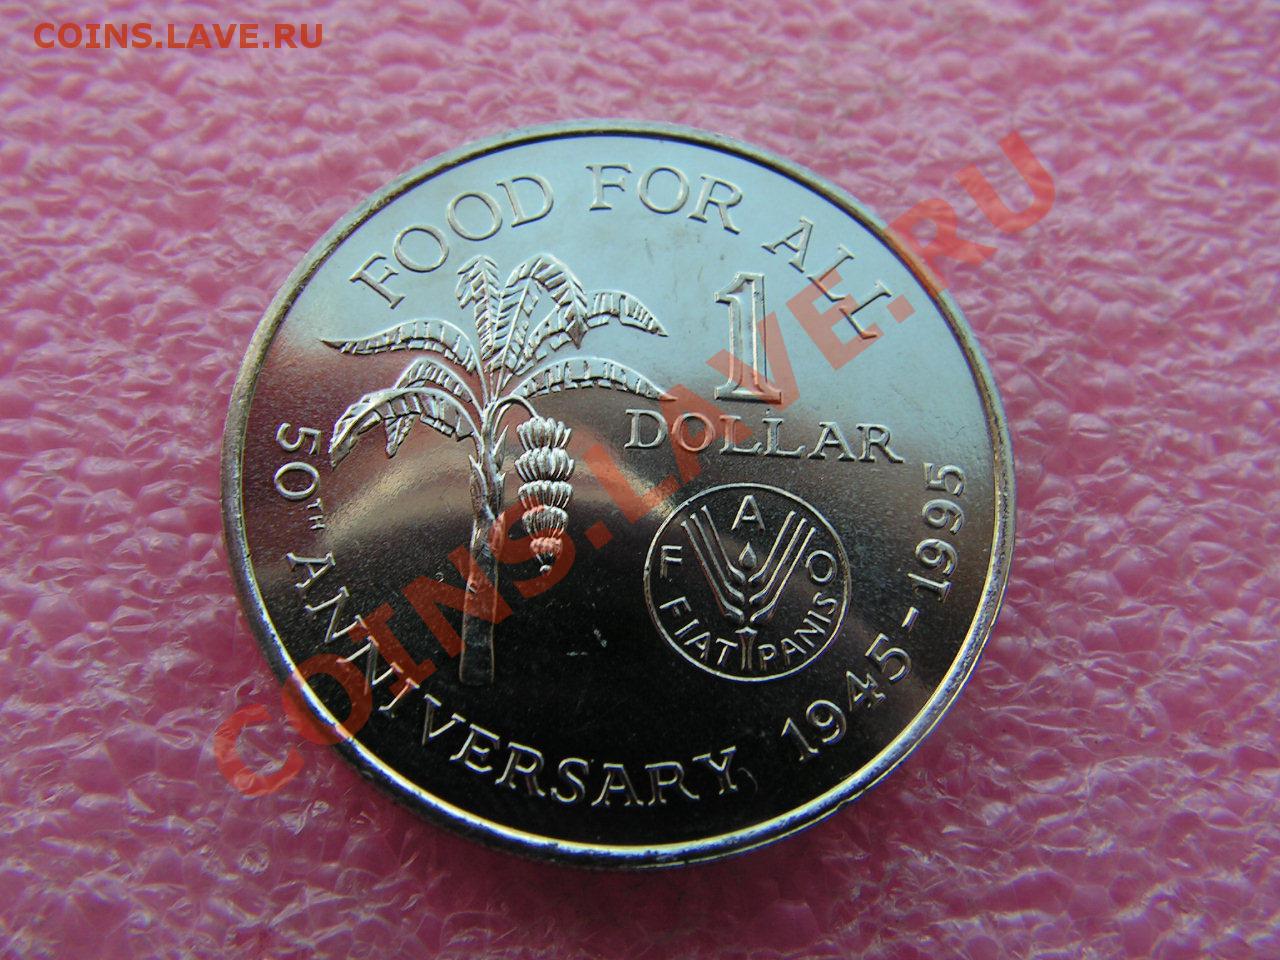 COINS.LAVE.RU
FOOD FOR ALL
1
DOLLAR
F A O
FIAT PANIS
50TH ANNIVERSARY 1945-1995
COINS.LAVE.RU